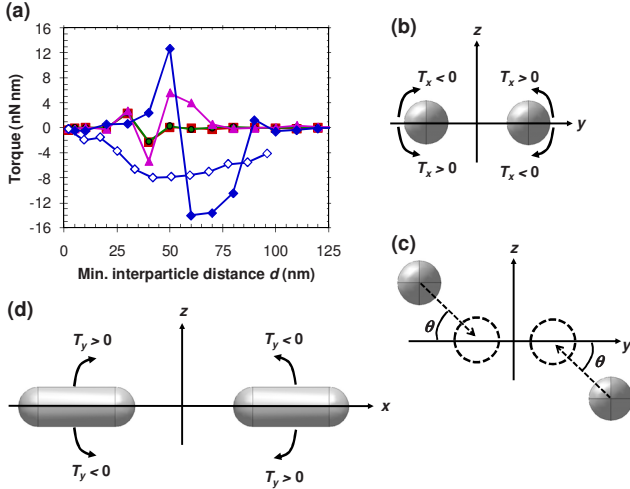 (a)
16
12
8
4
0
-4
-8
-12
-16
Torque (nN nm)
0 25 50 75 100 125
Min. interparticle distance d (nm)
(b)
z
Tx < 0 Tx > 0
y
Tx > 0 Tx < 0
(c)
z
θ
y
θ
(d)
z
Ty > 0 Ty < 0
x
Ty < 0 Ty > 0